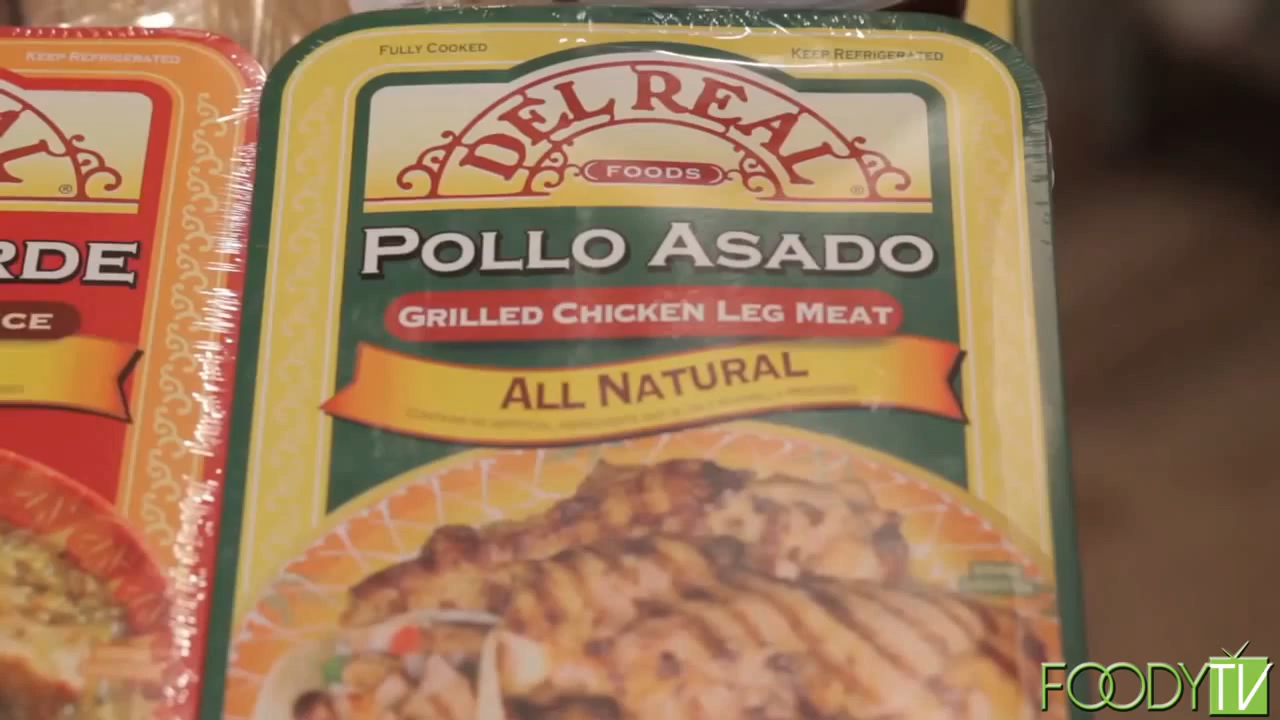 KEEP REFRIGERATED
RDE
CE
FULLY COOKED
KEEP REFRIGERATED
DEL REAL
FOODS
®
POLLO ASADO
GRILLED CHICKEN LEG MEAT
ALL NATURAL
FOODYTV